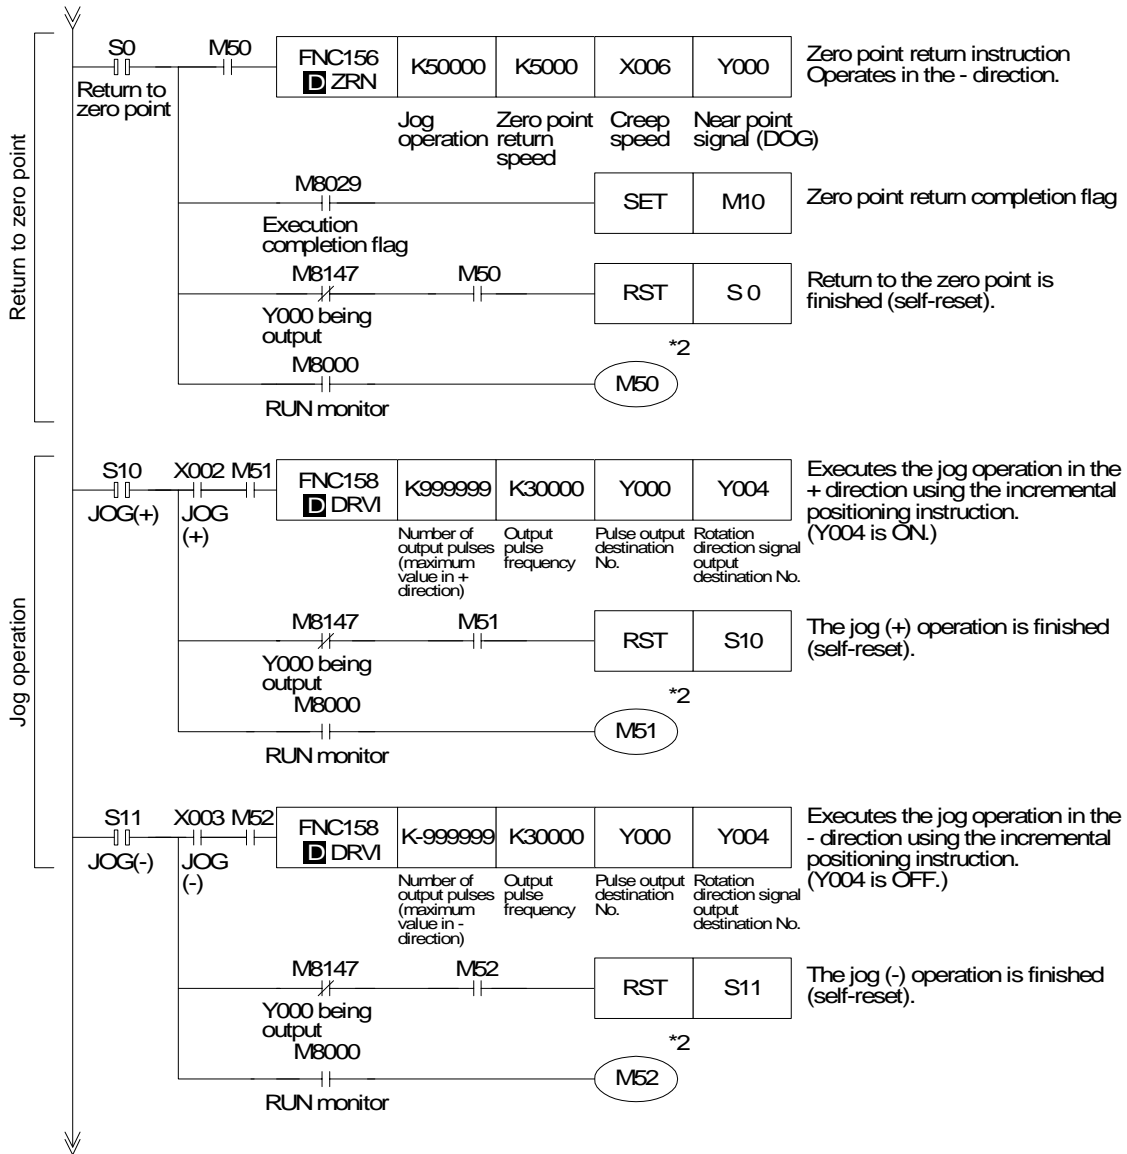 Return to zero point
S0
Return to
zero point
M50
FNC156
D ZRN
K50000
K5000
X006
Y000
Zero point return instruction
Operates in the - direction.
Jog
operation
Zero point
return
speed
Creep
speed
Near point
signal (DOG)
M8029
Execution
completion flag
SET
M10
Zero point return completion flag
M8147
Y000 being
output
M50
RST
S 0
Return to the zero point is
finished (self-reset).
M8000
RUN monitor
*2
M50
Jog operation
S10
JOG(+)
X002
JOG
(+)
M51
FNC158
D DRVI
K999999
K30000
Y000
Y004
Executes the jog operation in the
+ direction using the incremental
positioning instruction.
(Y004 is ON.)
Number of
output pulses
(maximum
value in +
direction)
Output
pulse
frequency
Pulse output
destination
No.
Rotation
direction signal
output
destination No.
M8147
Y000 being
output
M51
RST
S10
The jog (+) operation is finished
(self-reset).
M8000
RUN monitor
*2
M51
S11
JOG(-)
X003
JOG
(-)
M52
FNC158
D DRVI
K-999999
K30000
Y000
Y004
Executes the jog operation in the
- direction using the incremental
positioning instruction.
(Y004 is OFF.)
Number of
output pulses
(maximum
value in -
direction)
Output
pulse
frequency
Pulse output
destination
No.
Rotation
direction signal
output
destination No.
M8147
Y000 being
output
M52
RST
S11
The jog (-) operation is finished
(self-reset).
M8000
RUN monitor
*2
M52